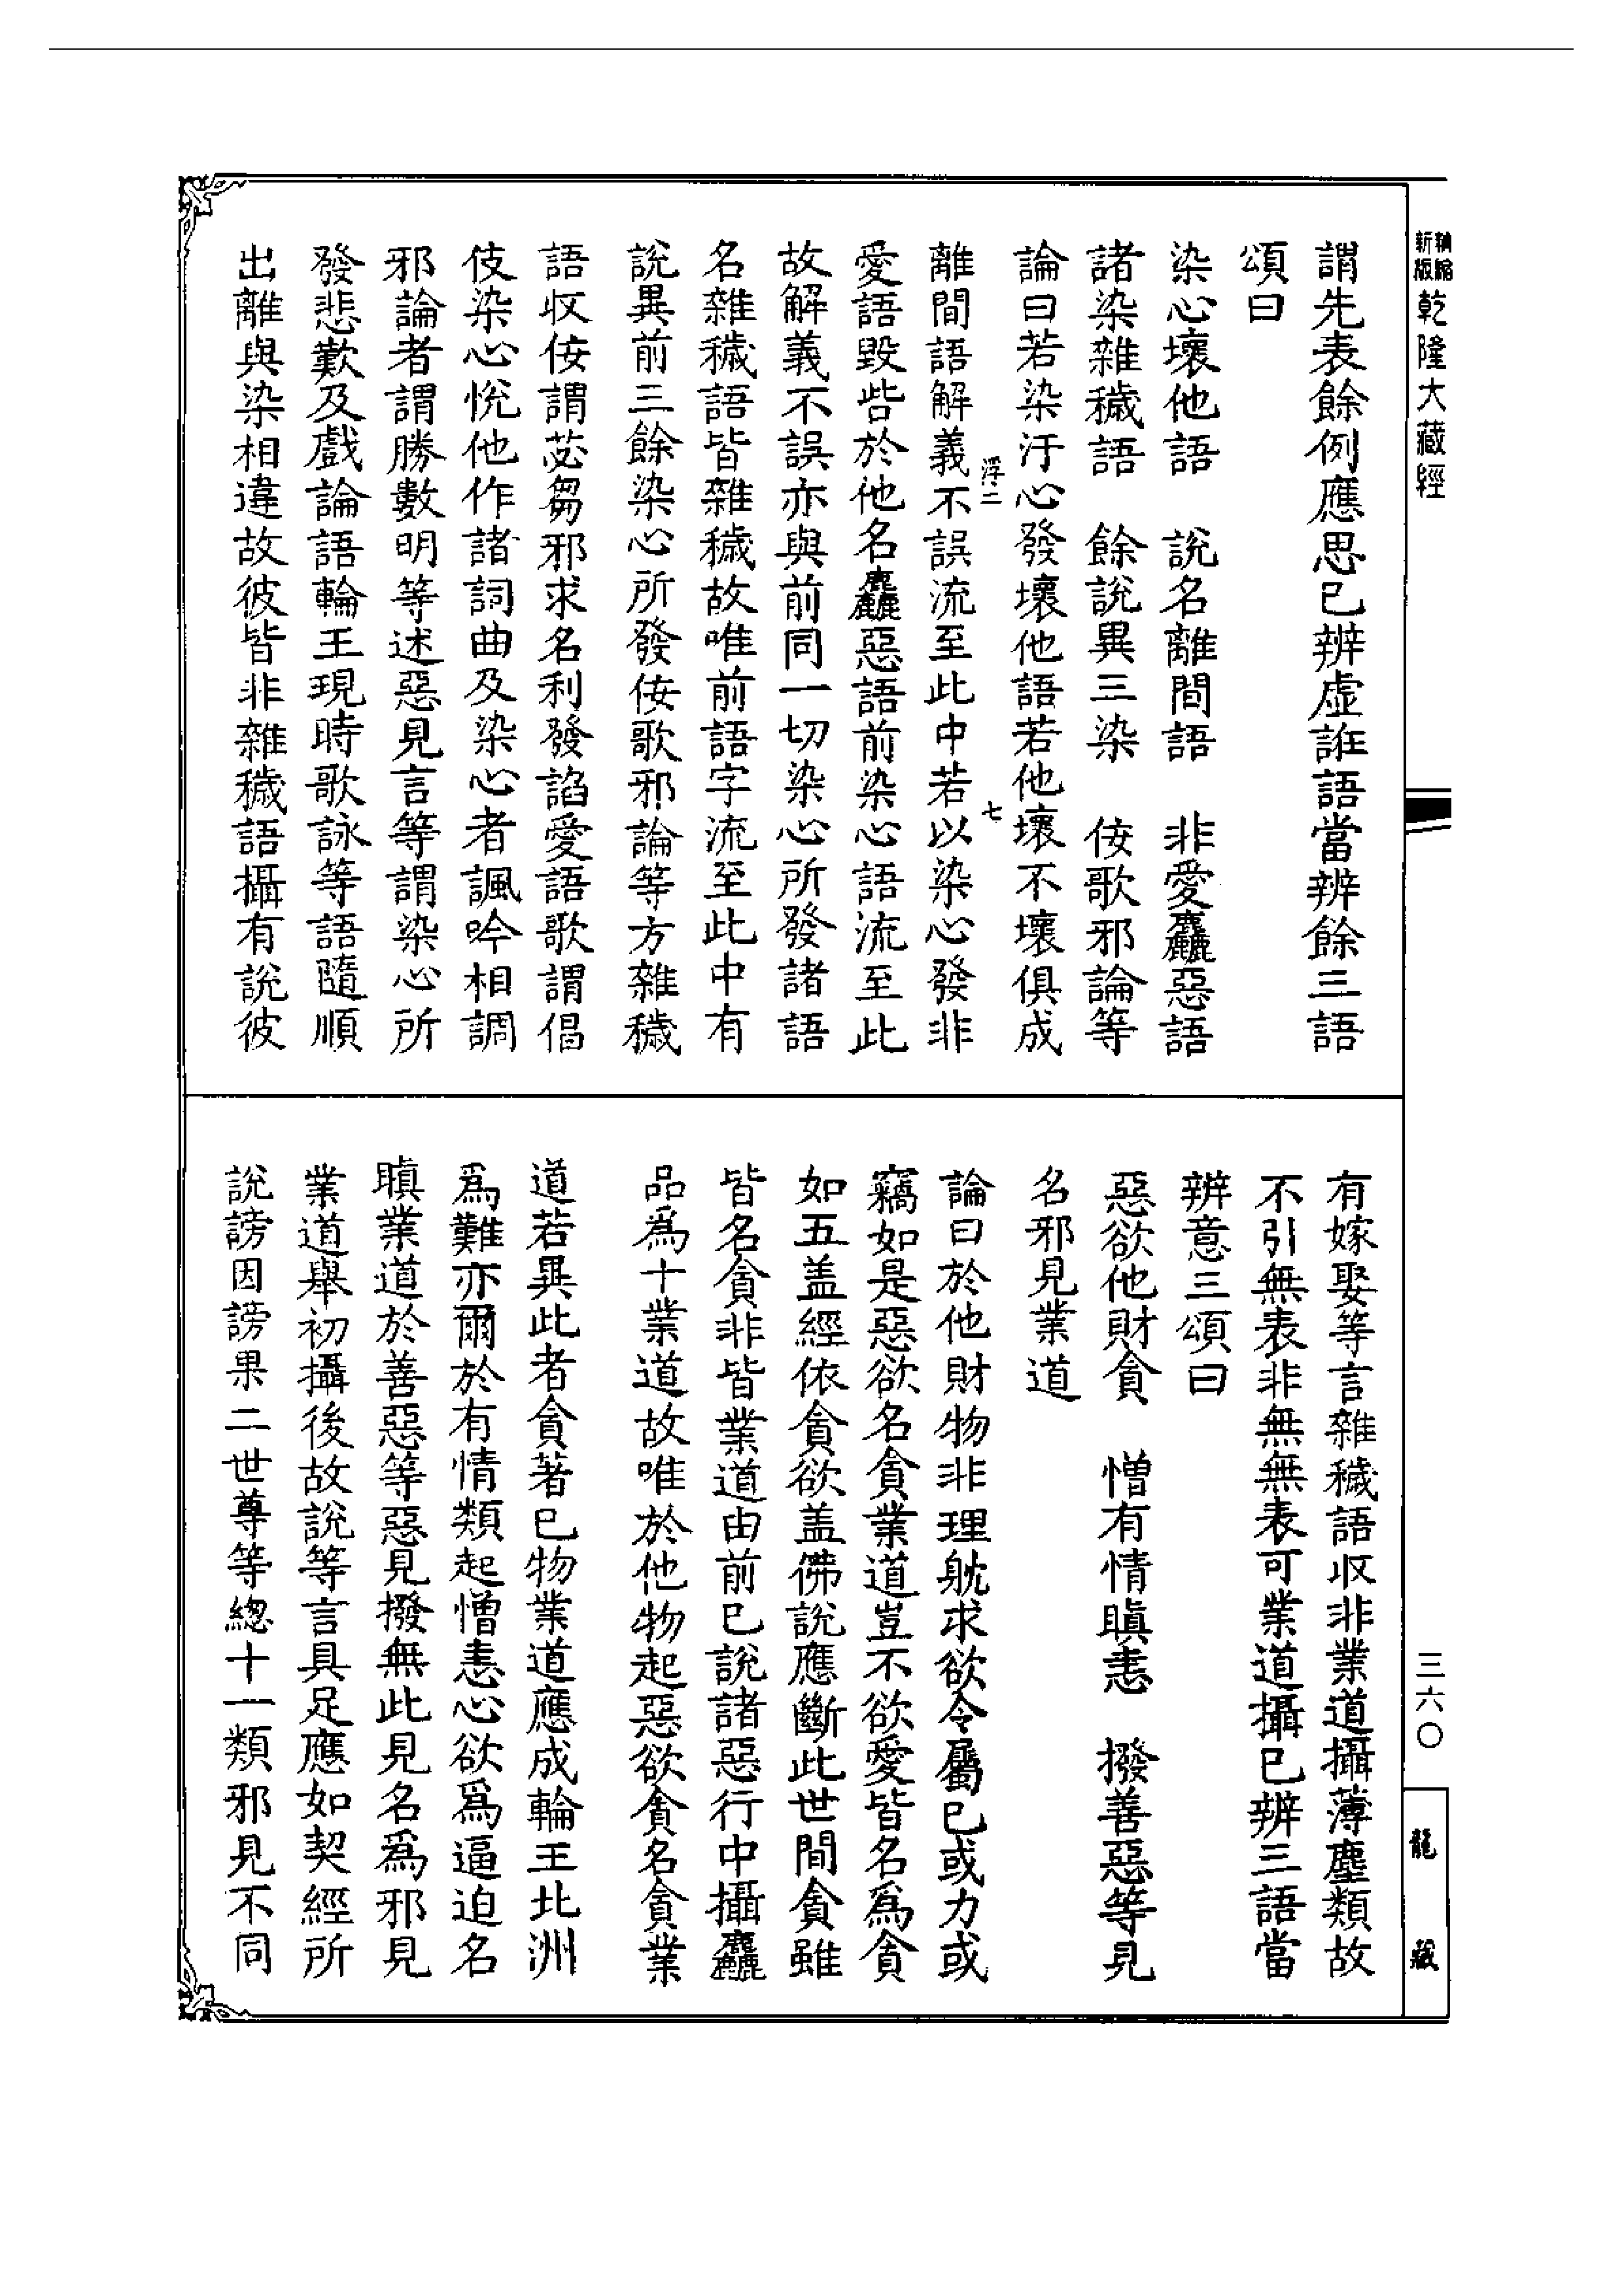 精縮新版乾隆大藏經
謂先表餘例應思已辨虛誑語當辨餘三語
頌曰
染心壞他語　說名離間語　非愛麤惡語
諸染雜穢語　餘說異三染　佞歌邪論等
論曰若染汙心發壞他語若他壞不壞俱成
浮二　七
離間語解義不誤流至此中若以染心發非
愛語毀呰於他名麤惡語前染心語流至此
故解義不誤亦與前同一切染心所發諸語
名雜穢語皆雜穢故唯前語字流至此中有
說異前三餘染心所發佞歌邪論等方雜穢
語収佞謂苾芻邪求名利發諂愛語歌謂倡
伎染心悅他作諸詞曲及染心者諷吟相調
邪論者謂勝數明等述惡見言等謂染心所
發悲歎及戲論語輪王現時歌詠等語隨順
出離與染相違故彼皆非雜穢語攝有說彼
有嫁娶等言雜穢語収非業道攝薄塵類故
不引無表非無無表可業道攝已辨三語當
辨意三頌曰
惡欲他財貪　憎有情瞋恚　撥善惡等見
名邪見業道
論曰於他財物非理躭求欲令屬已或力或
竊如是惡欲名貪業道豈不欲愛皆名為貪
如五盖經依貪欲盖佛說應斷此世間貪雖
皆名貪非皆業道由前已說諸惡行中攝麤
品為十業道故唯於他物起惡欲貪名貪業
道若異此者貪著已物業道應成輪王北洲
為難亦爾於有情類起憎恚心欲為逼迫名
瞋業道於善惡等惡見撥無此見名為邪見
業道舉初攝後故說等言具足應如契經所
說謗因謗果二世尊等總十一類邪見不同
三六〇
龍藏